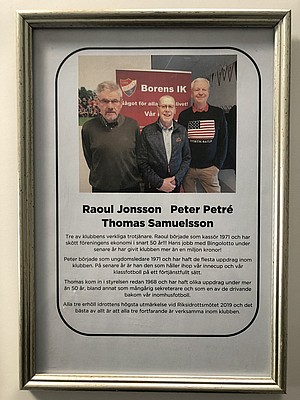 Borens IK
något för alla
livet!
Vår i
Raoul Jonsson Peter Petré
Thomas Samuelsson
Tre av klubbens verkliga trotjänare. Raoul började som kassör 1971 och har
skött föreningens ekonomi i snart 50 år!! Hans jobb med Bingolotto under
senare år har givit klubben mer än en miljon kronor!
Peter började som ungdomsledare 1971 och har haft de flesta uppdrag inom
klubben. På senare år är han den som håller ihop vår innecup och vår
klassfotboll på ett förtjänstfullt sätt.
Thomas kom in i styrelsen redan 1968 och har haft olika uppdrag under mer
än 50 år, bland annat som mångårig sekreterare och som en av de drivande
bakom vår inomhusfotboll.
Alla tre erhöll idrottens högsta utmärkelse vid Riksidrottsmötet 2019 och det
bästa av allt är att alla tre fortfarande är verksamma inom klubben.